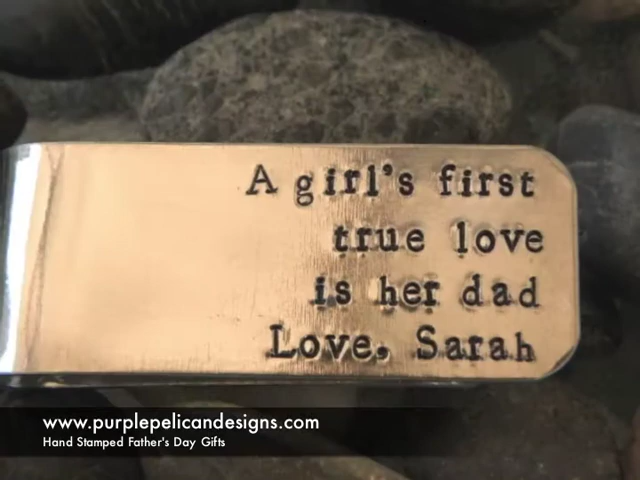 A girl's first
true love
is her dad
Love, Sarah
www.purplepelicandesigns.com
Hand Stamped Father's Day Gifts